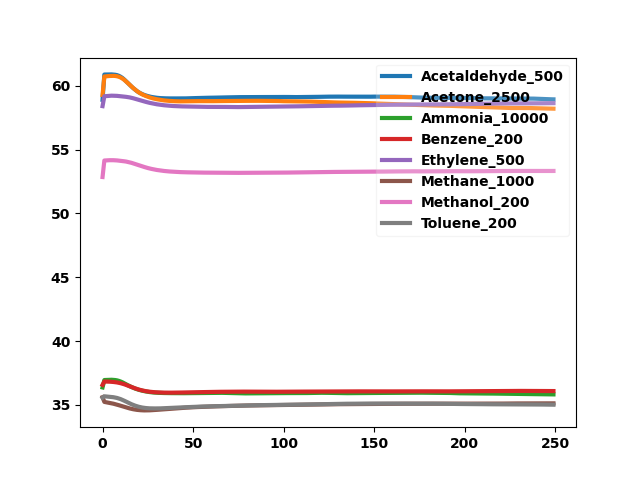 60
55
50
45
40
35
0
50
100
150
200
250
Acetaldehyde_500
Acetone_2500
Ammonia_10000
Benzene_200
Ethylene_500
Methane_1000
Methanol_200
Toluene_200